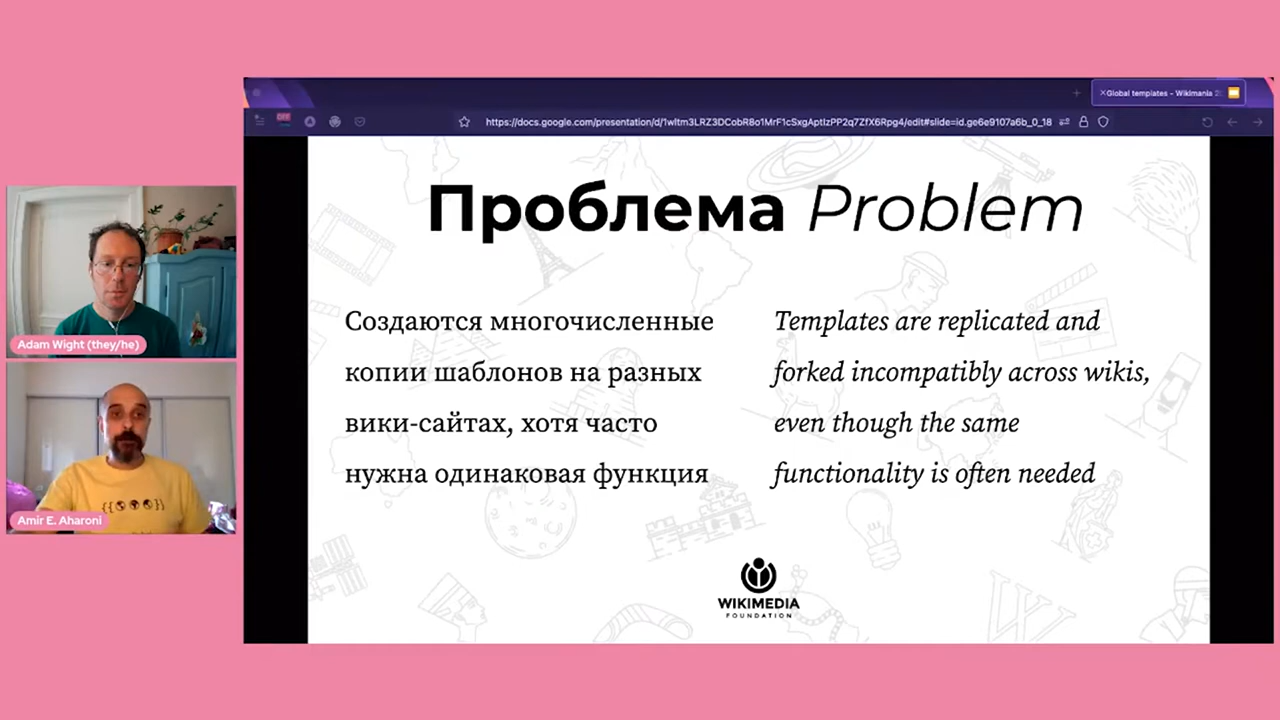 Global templates - Wikimania 2
OFF
https://docs.google.com/presentation/d/1wltm3LRZ3DCobR8o1MrF1cSxgAptIzPP2q7ZfX6Rpg4/edit#slide=id.ge6e9107a6b_0_18
Проблема Problem
Создаются многочисленные
копии шаблонов на разных
вики-сайтах, хотя часто
нужна одинаковая функция
Templates are replicated and
forked incompatibly across wikis,
even though the same
functionality is often needed
WIKIMEDIA
FOUNDATION
Adam Wight (they/he)
Amir E. Aharoni